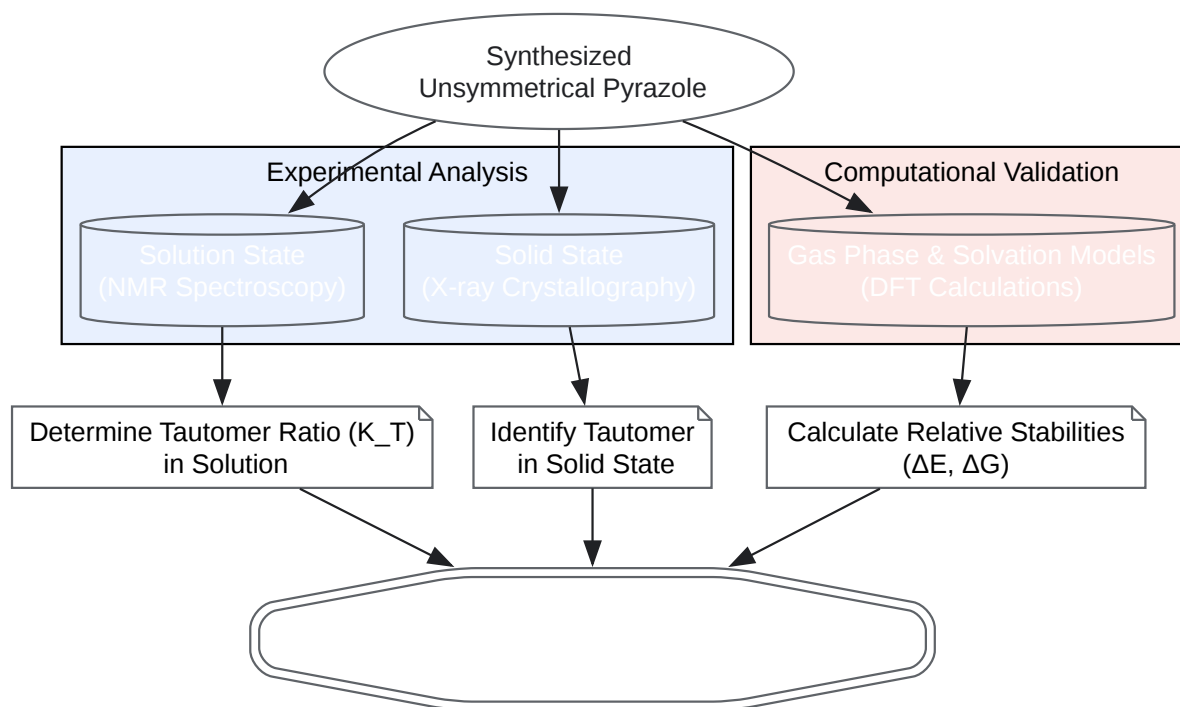 Synthesized
Unsymmetrical Pyrazole
Experimental Analysis
Computational Validation
Solution State
(NMR Spectroscopy)
Solid State
(X-ray Crystallography)
Gas Phase & Solvation Models
(DFT Calculations)
Determine Tautomer Ratio (K_T)
in Solution
Identify Tautomer
in Solid State
Calculate Relative Stabilities
(ΔE, ΔG)